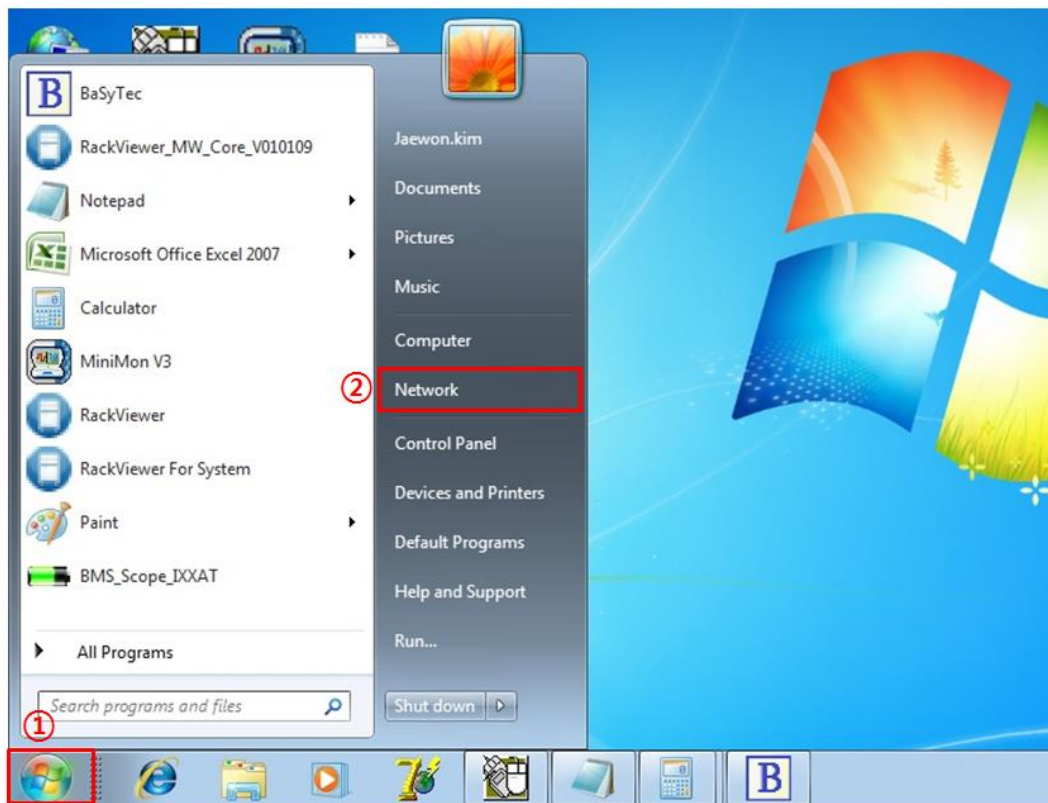 B BaSyTec
RackViewer_MW_Core_V010109
Notepad
Microsoft Office Excel 2007
Calculator
MiniMon V3
RackViewer
RackViewer For System
Paint
BMS_Scope_IXXAT
All Programs
Search programs and files
①
Jaewon.kim
Documents
Pictures
Music
Computer
② Network
Control Panel
Devices and Printers
Default Programs
Help and Support
Run...
Shut down
B